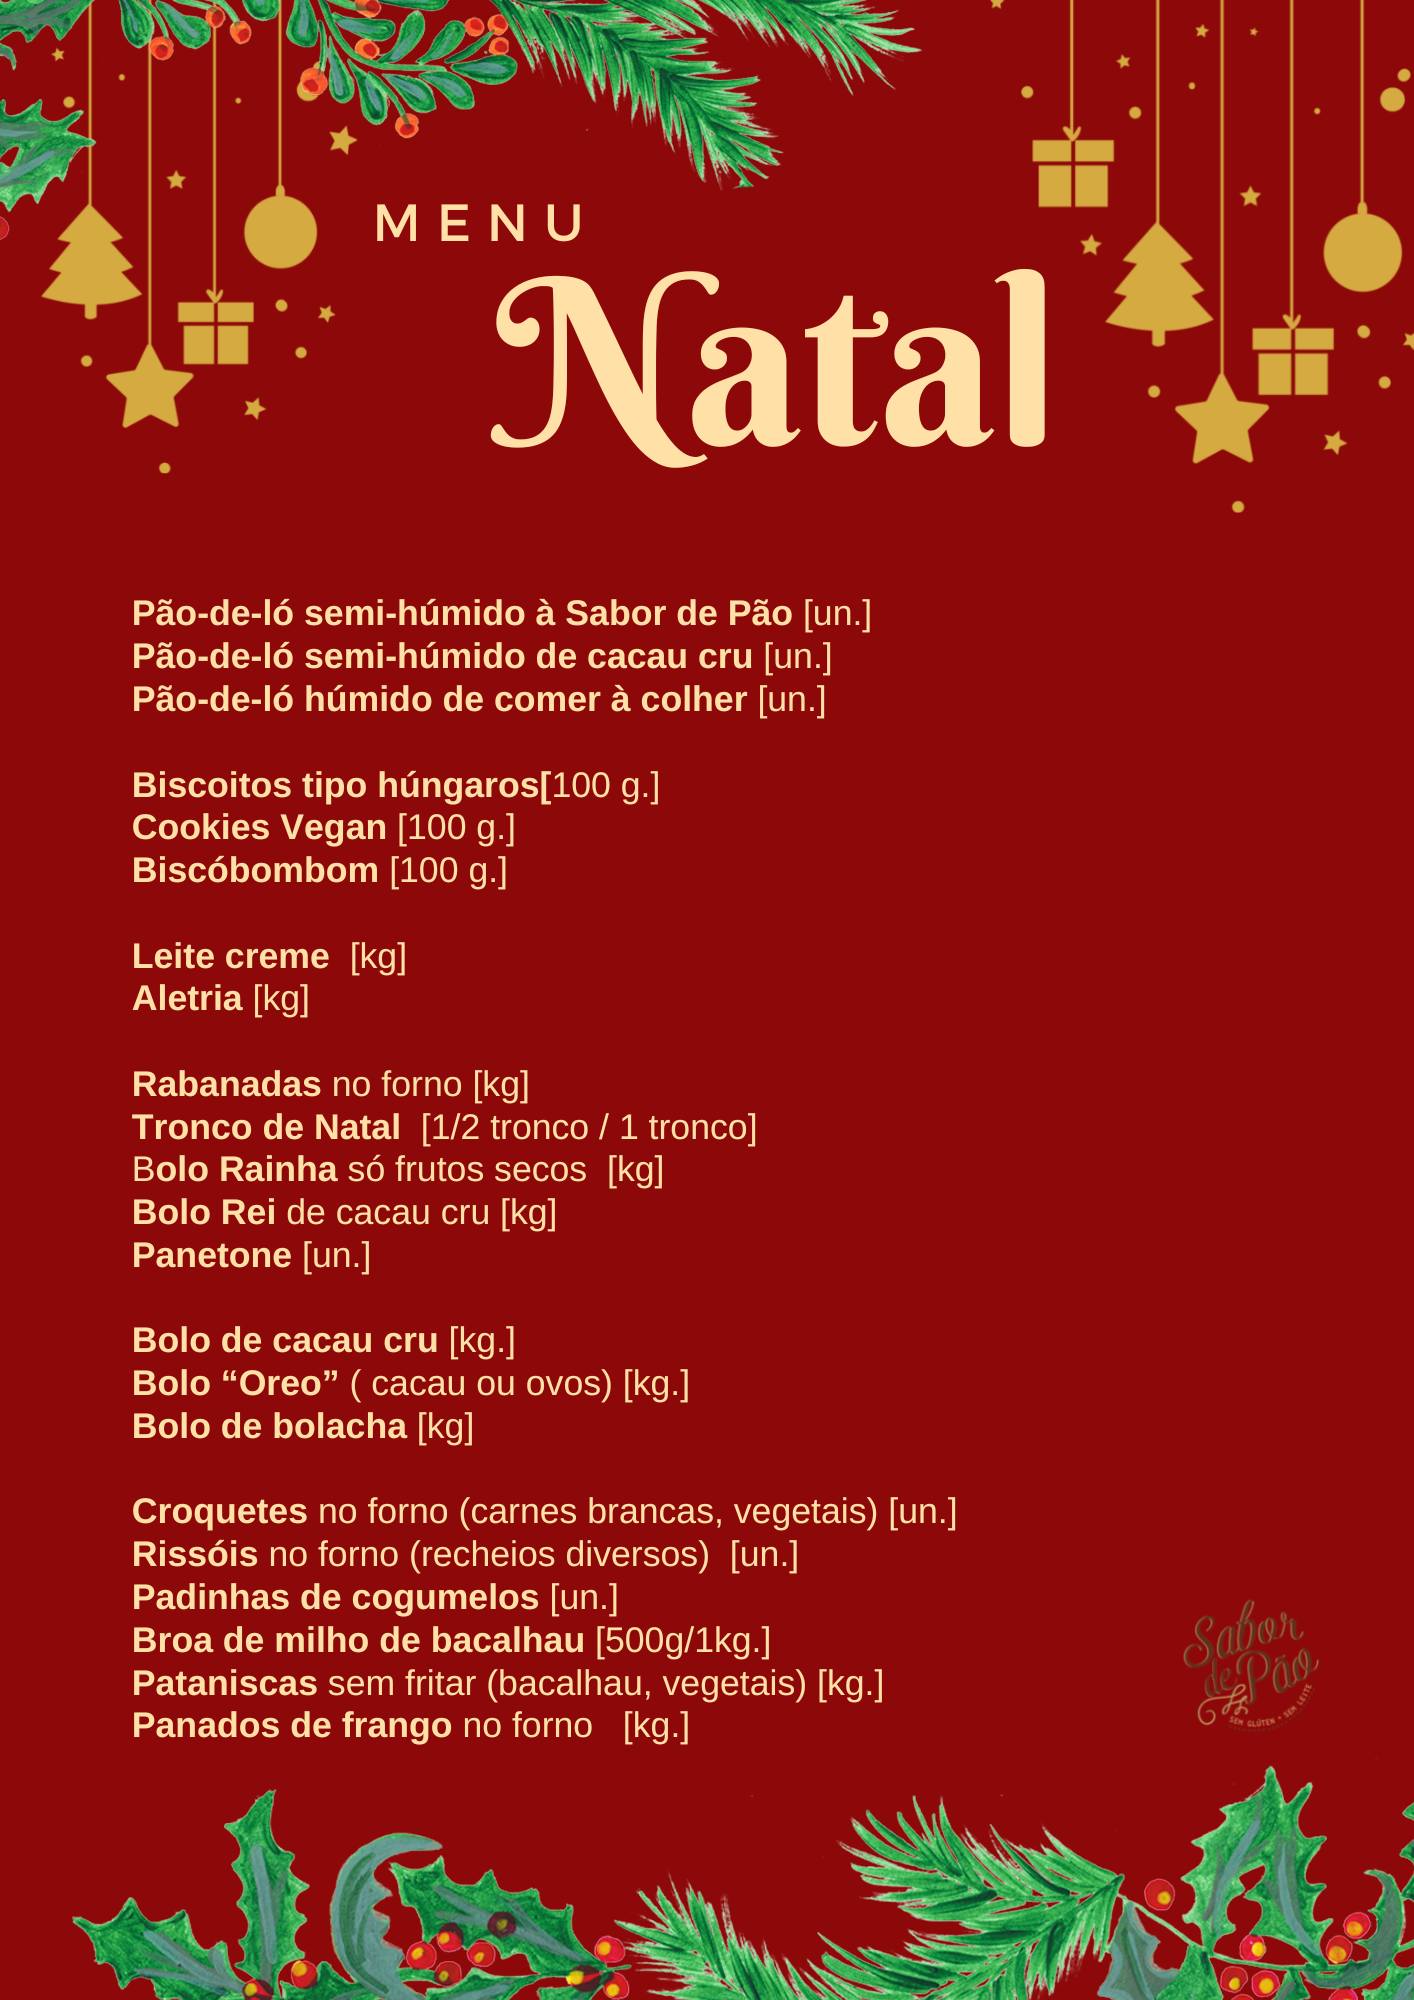 MENU
Natal
Pão-de-ló semi-húmido à Sabor de Pão [un.]
Pão-de-ló semi-húmido de cacau cru [un.]
Pão-de-ló húmido de comer à colher [un.]
Biscoitos tipo húngaros[100 g.]
Cookies Vegan [100 g.]
Biscóbombom [100 g.]
Leite creme  [kg]
Aletria [kg]
Rabanadas no forno [kg]
Tronco de Natal  [1/2 tronco / 1 tronco]
Bolo Rainha só frutos secos  [kg]
Bolo Rei de cacau cru [kg]
Panetone [un.]
Bolo de cacau cru [kg.]
Bolo “Oreo” ( cacau ou ovos) [kg.]
Bolo de bolacha [kg]
Croquetes no forno (carnes brancas, vegetais) [un.]
Rissóis no forno (recheios diversos)  [un.]
Padinhas de cogumelos [un.]
Broa de milho de bacalhau [500g/1kg.]
Pataniscas sem fritar (bacalhau, vegetais) [kg.]
Panados de frango no forno   [kg.]
Sabor
de Pão
SEM GLÚTEN • SEM LEITE